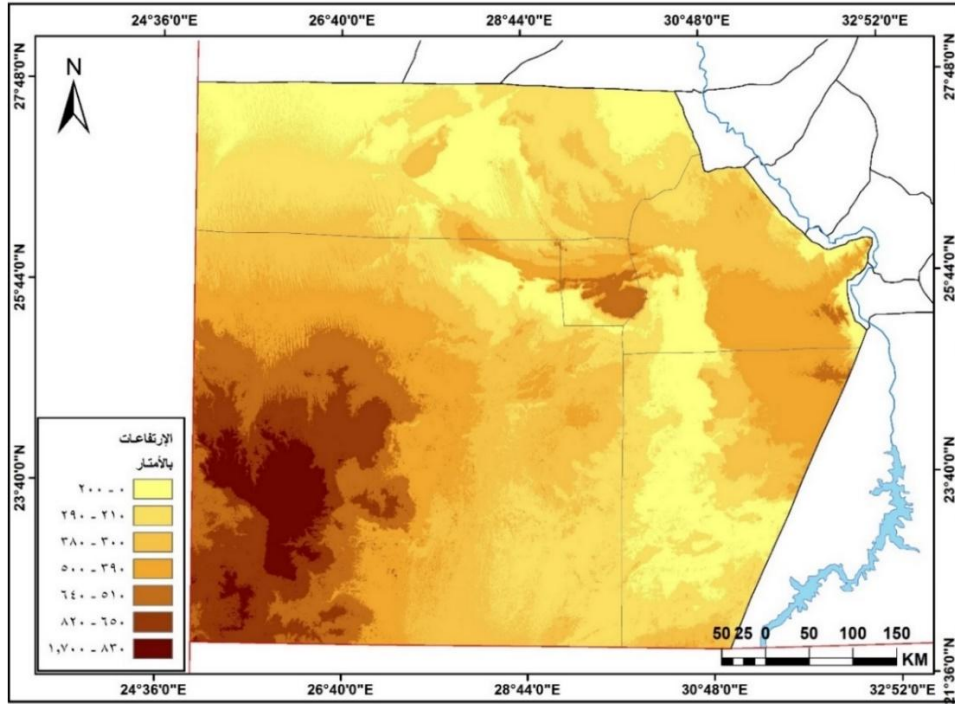 24°36'0"E 26°40'0"E 28°44'0"E 30°48'0"E 32°52'0"E
27°48'0"N 27°48'0"N
N
25°44'0"N 25°44'0"N
23°40'0"N 23°40'0"N
21°36'0"N
الإرتفاعات
بالأمتار
٠ - ٢٠٠
٢١٠ - ٢٩٠
٣٠٠ - ٣٨٠
٣٩٠ - ٥٠٠
٥١٠ - ٦٤٠
٦٥٠ - ٨٢٠
٨٣٠ - ١,٧٠٠
50 25 0 50 100 150
KM
24°36'0"E 26°40'0"E 28°44'0"E 30°48'0"E 32°52'0"E